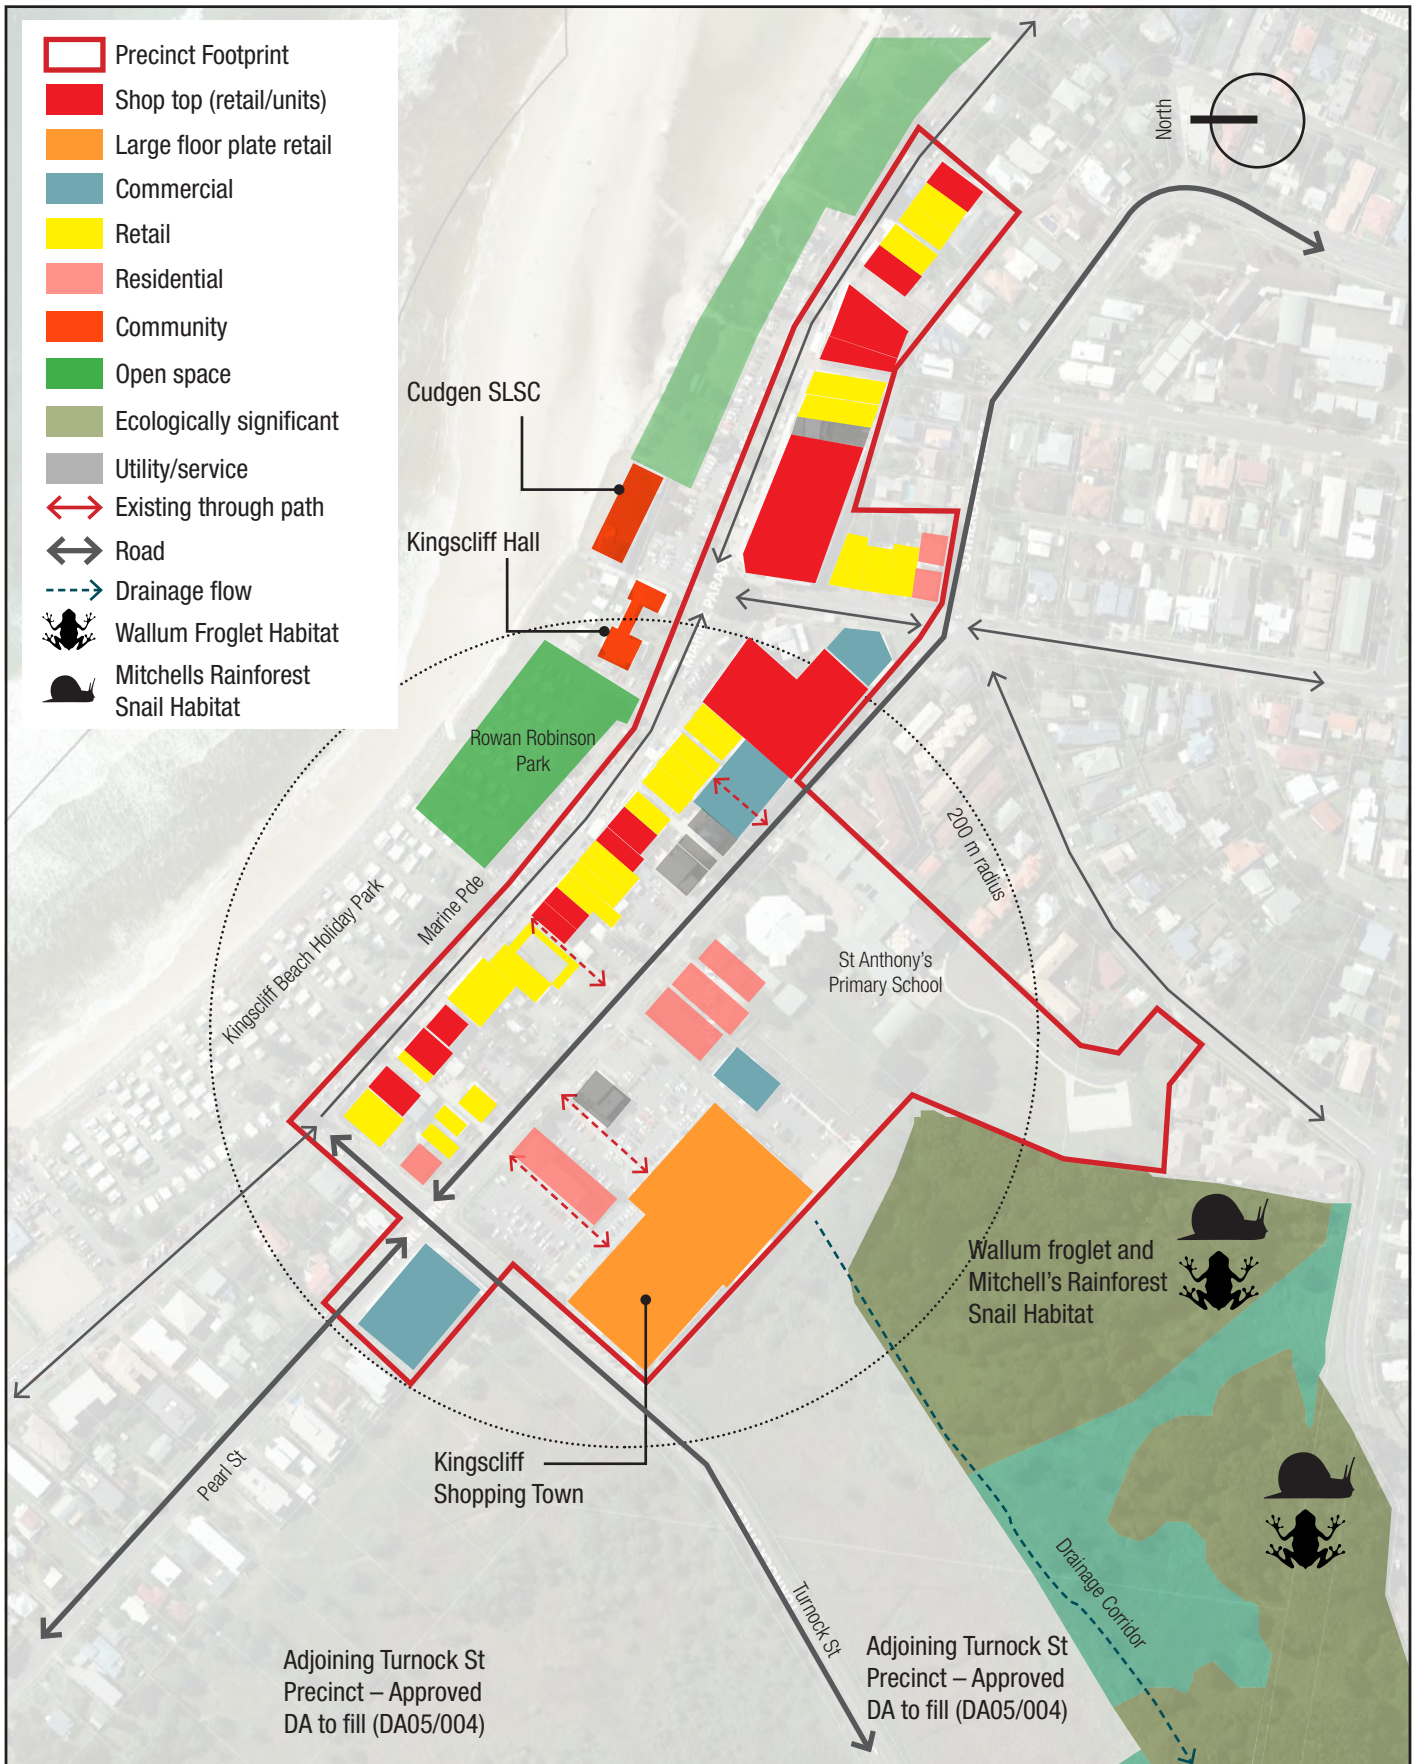 Precinct Footprint
Shop top (retail/units)
Large floor plate retail
Commercial
Retail
Residential
Community
Open space
Ecologically significant
Utility/service
Existing through path
Road
Drainage flow
Wallum Froglet Habitat
Mitchells Rainforest
Snail Habitat
North
Cudgen SLSC
Kingscliff Hall
Rowan Robinson
Park
200 m radius
Kingscliff Beach Holiday Park
Marine Pde
St Anthony's
Primary School
Wallum froglet and
Mitchell's Rainforest
Snail Habitat
Kingscliff
Shopping Town
Pearl St
Turnock St
Drainage Corridor
Adjoining Turnock St
Precinct – Approved
DA to fill (DA05/004)
Adjoining Turnock St
Precinct – Approved
DA to fill (DA05/004)